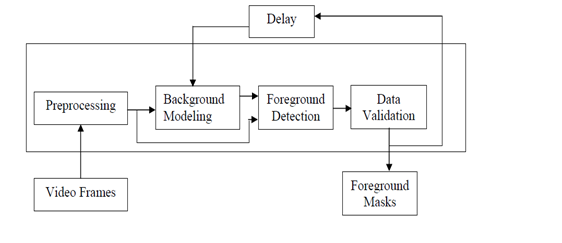 Delay
Preprocessing
Background
Modeling
Foreground
Detection
Data
Validation
Video Frames
Foreground
Masks